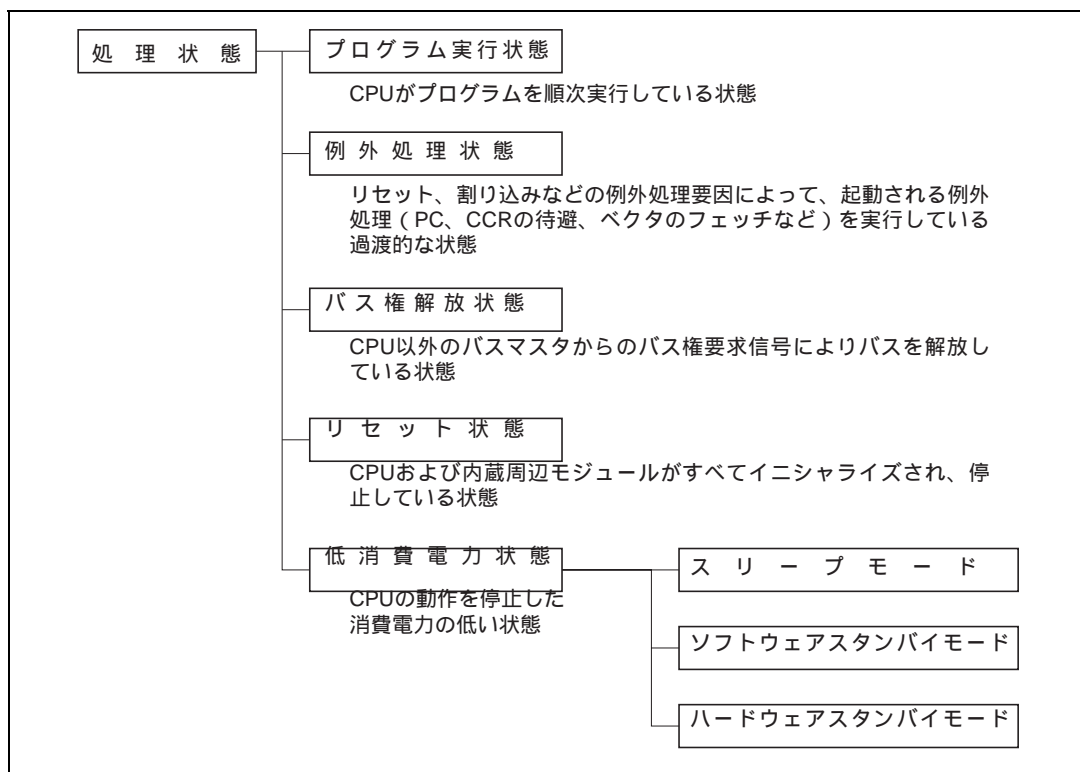 処理状態
プログラム実行状態
CPUがプログラムを順次実行している状態
例外処理状態
リセット、割り込みなどの例外処理要因によって、起動される例外
処理(PC、CCRの待避、ベクタのフェッチなど)を実行している
過渡的な状態
バス権解放状態
CPU以外のバスマスタからのバス権要求信号によりバスを解放し
ている状態
リセット状態
CPUおよび内蔵周辺モジュールがすべてイニシャライズされ、停
止している状態
低消費電力状態
CPUの動作を停止した
消費電力の低い状態
スリープモード
ソフトウェアスタンバイモード
ハードウェアスタンバイモード